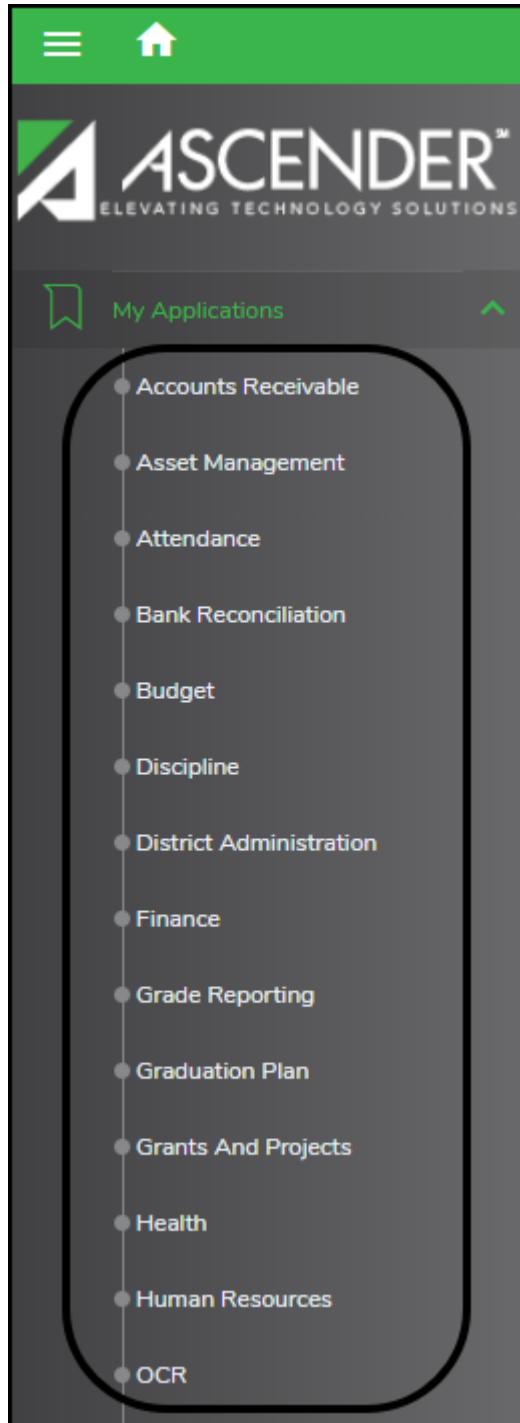 ASCENDER℠
ELEVATING TECHNOLOGY SOLUTIONS
My Applications
Accounts Receivable
Asset Management
Attendance
Bank Reconciliation
Budget
Discipline
District Administration
Finance
Grade Reporting
Graduation Plan
Grants And Projects
Health
Human Resources
OCR